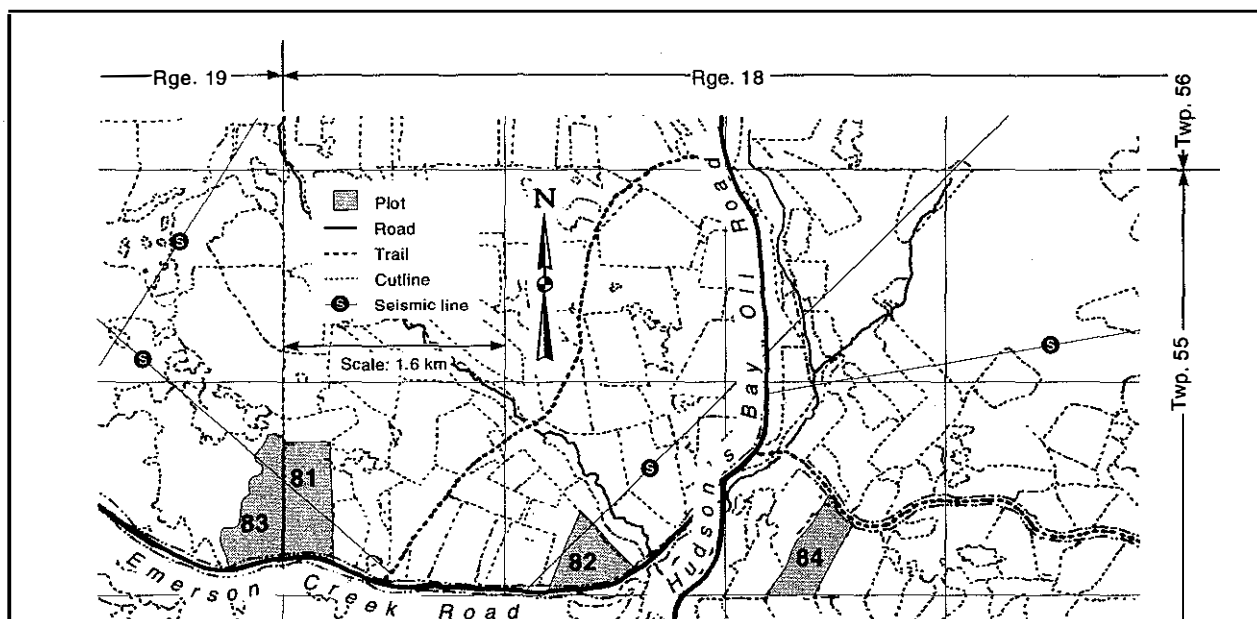 Rge. 19
Rge. 18
Twp. 56
Twp. 55
Plot
Road
Trail
Cutline
S Seismic line
N
Scale: 1.6 km
S
S
S
S
Hudson's Bay Oil Road
81
83
82
84
Emerson Creek Road